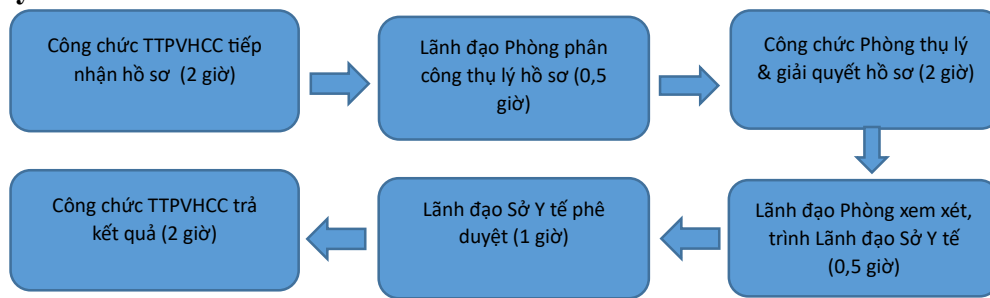 Công chức TTPVHCC tiếp
nhận hồ sơ (2 giờ)
Lãnh đạo Phòng phân
công thụ lý hồ sơ (0,5
giờ)
Công chức Phòng thụ lý
& giải quyết hồ sơ (2 giờ)
Lãnh đạo Phòng xem xét,
trình Lãnh đạo Sở Y tế
(0,5 giờ)
Lãnh đạo Sở Y tế phê
duyệt (1 giờ)
Công chức TTPVHCC trả
kết quả (2 giờ)